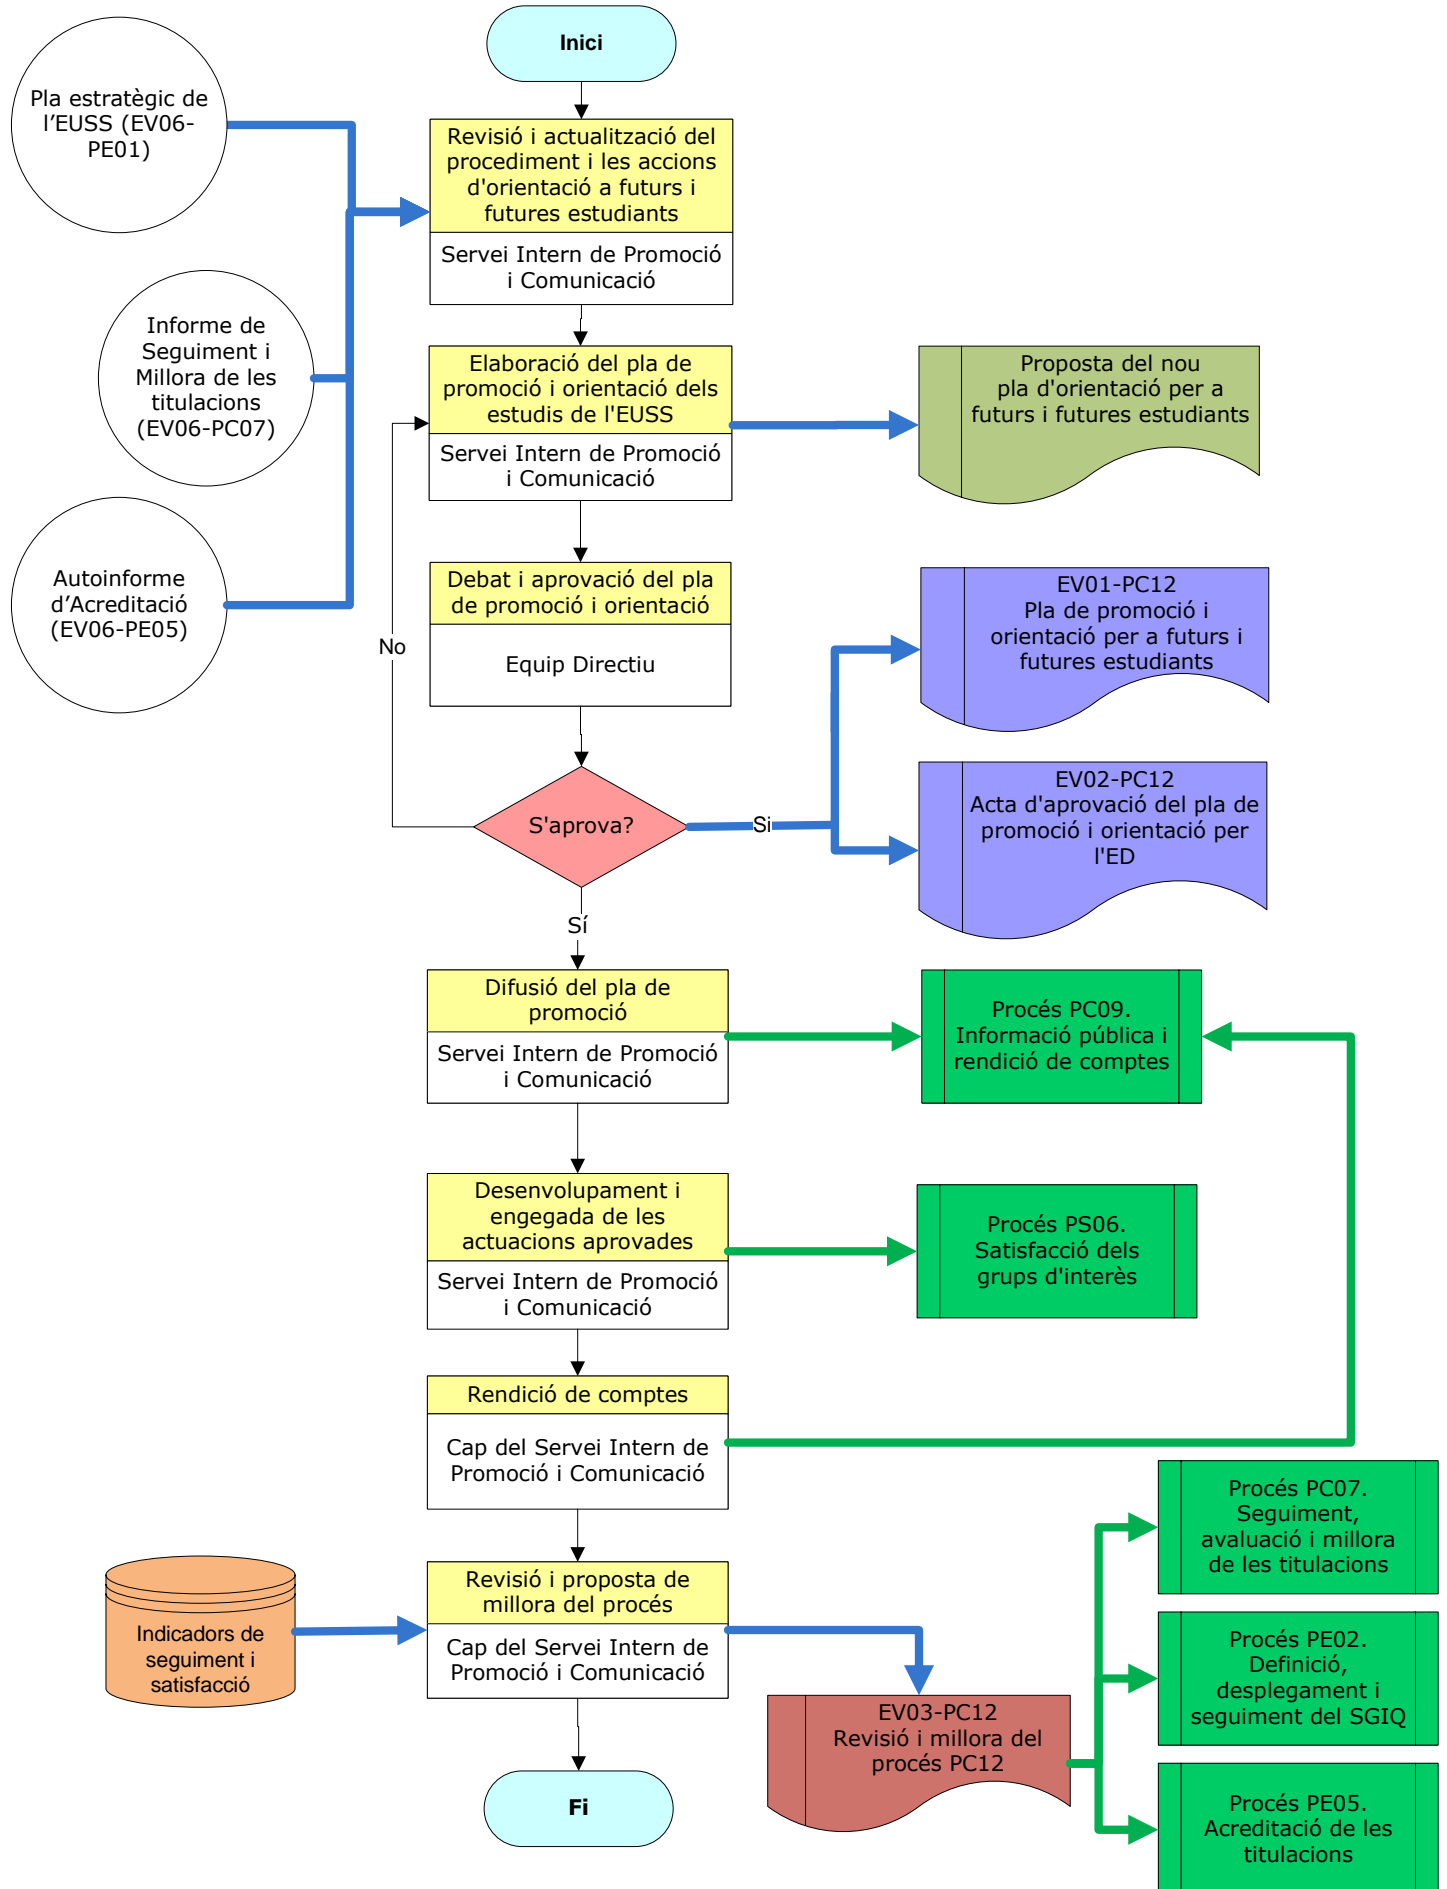 Inici
Pla estratègic de
l’EUSS (EV06-
PE01)
Revisió i actualització del
procediment i les accions
d'orientació a futurs i
futures estudiants
Servei Intern de Promoció
i Comunicació
Informe de
Seguiment i
Millora de les
titulacions
(EV06-PC07)
Elaboració del pla de
promoció i orientació dels
estudis de l'EUSS
Servei Intern de Promoció
i Comunicació
Proposta del nou
pla d'orientació per a
futurs i futures estudiants
Autoinforme
d’Acreditació
(EV06-PE05)
Debat i aprovació del pla
de promoció i orientació
Equip Directiu
No
EV01-PC12
Pla de promoció i
orientació per a futurs i
futures estudiants
S'aprova?
Si
EV02-PC12
Acta d'aprovació del pla de
promoció i orientació per
l'ED
Sí
Difusió del pla de
promoció
Servei Intern de Promoció
i Comunicació
Procés PC09.
Informació pública i
rendició de comptes
Desenvolupament i
engegada de les
actuacions aprovades
Servei Intern de Promoció
i Comunicació
Procés PS06.
Satisfacció dels
grups d'interès
Rendició de comptes
Cap del Servei Intern de
Promoció i Comunicació
Indicadors de
seguiment i
satisfacció
Revisió i proposta de
millora del procés
Cap del Servei Intern de
Promoció i Comunicació
EV03-PC12
Revisió i millora del
procés PC12
Procés PC07.
Seguiment,
avaluació i millora
de les titulacions
Procés PE02.
Definició,
desplegament i
seguiment del SGIQ
Procés PE05.
Acreditació de les
titulacions
Fi